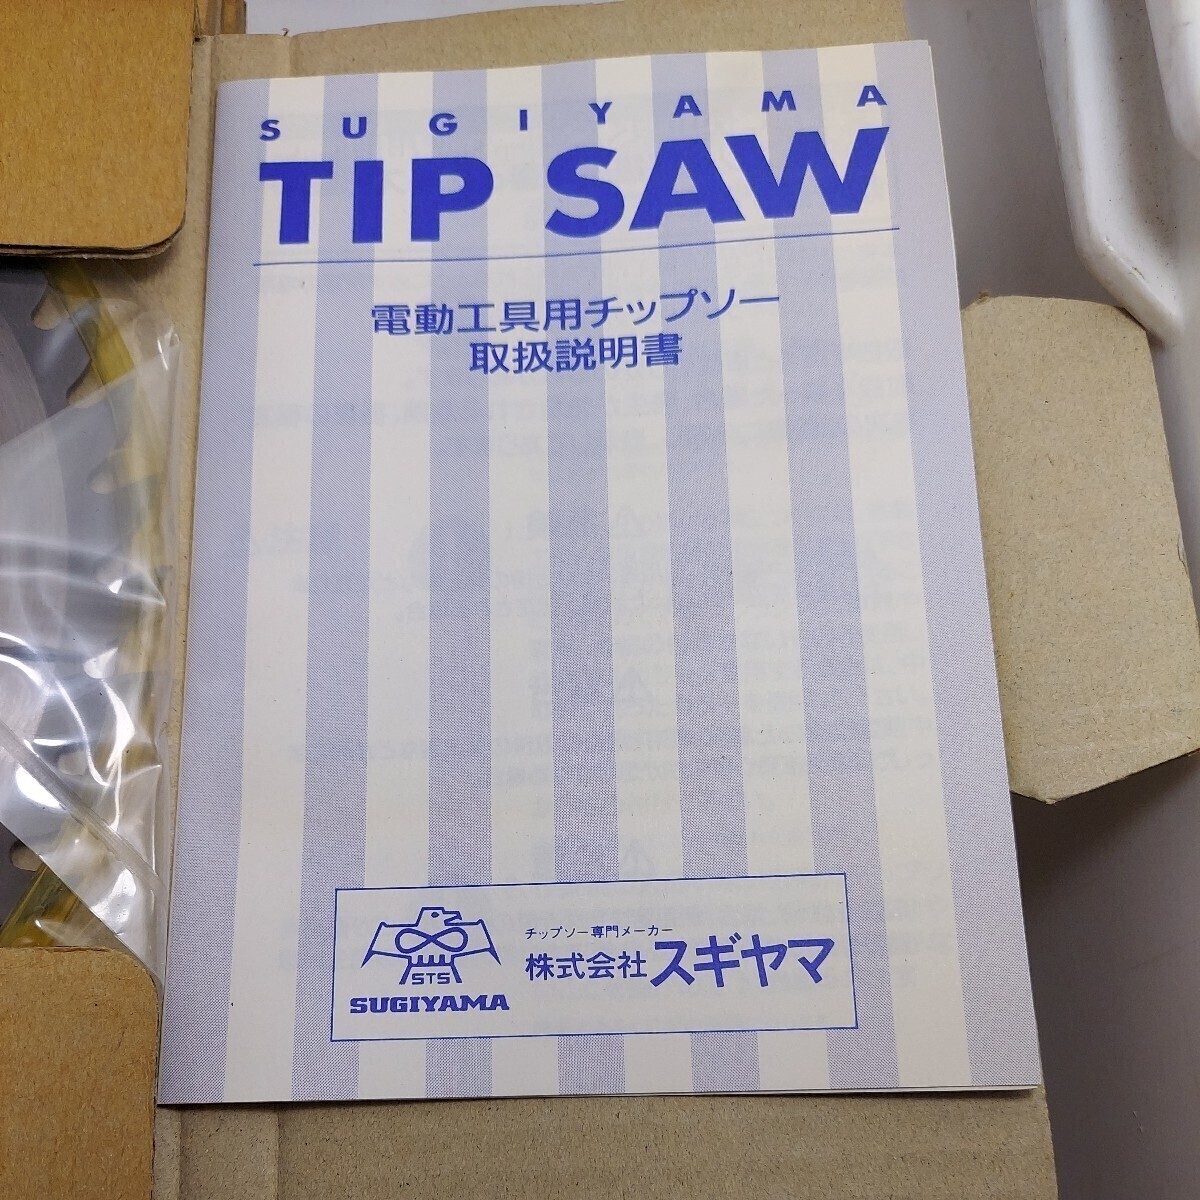 SUGIYAMA
TIP SAW
電動工具用チップソー
取扱説明書
STS
SUGIYAMA
チップソー専門メーカー
株式会社スギヤマ